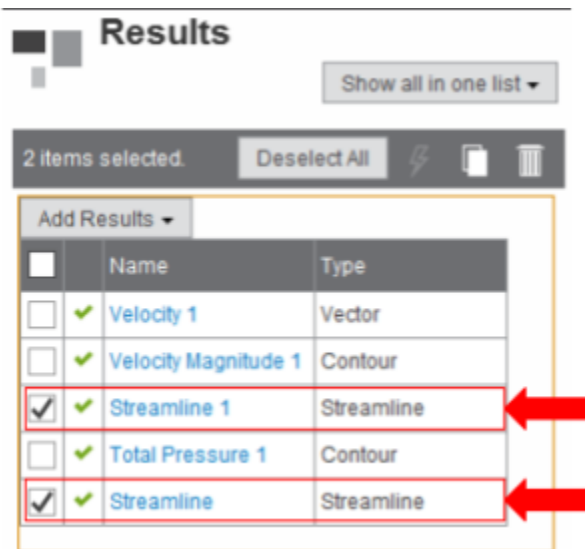 Results
Show all in one list
2 items selected. Deselect All
Add Results
Name Type
Velocity 1 Vector
Velocity Magnitude 1 Contour
Streamline 1 Streamline
Total Pressure 1 Contour
Streamline Streamline